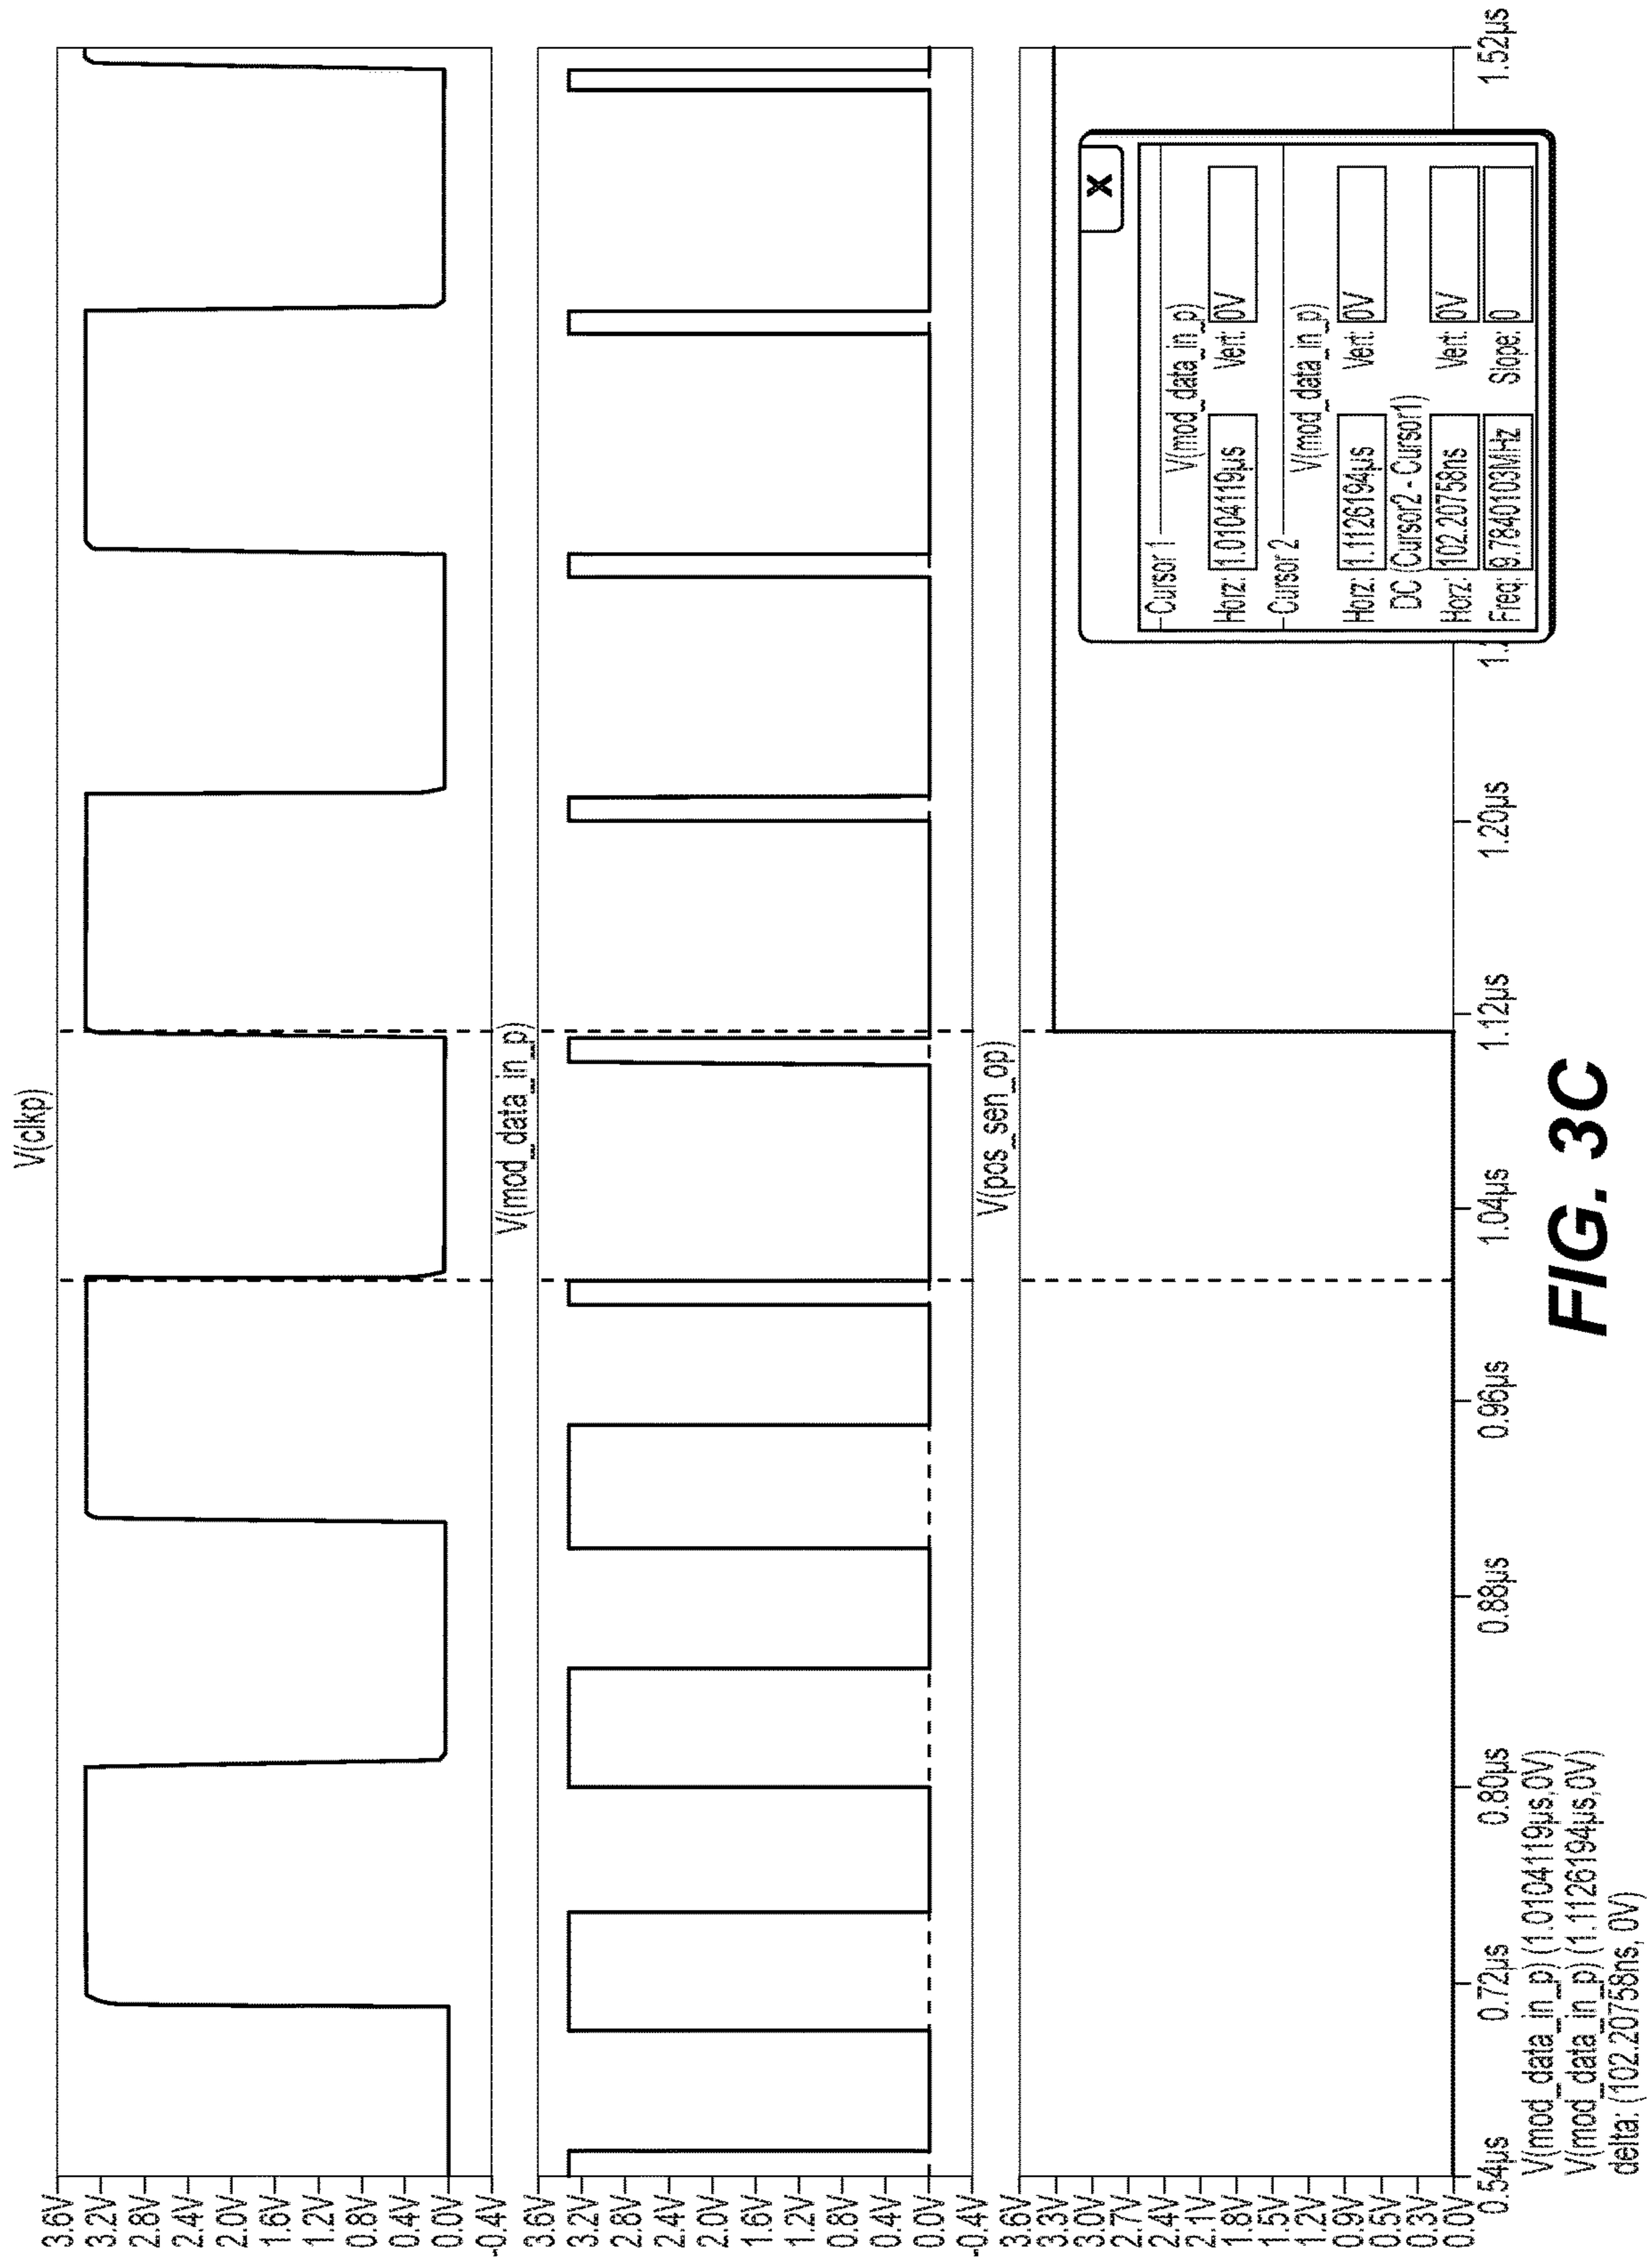 V(clkp)
3.6V
3.2V
2.8V
2.4V
2.0V
1.6V
1.2V
0.8V
0.4V
0.0V
-0.4V
V(mod_data_in_p)
3.6V
3.2V
2.8V
2.4V
2.0V
1.6V
1.2V
0.8V
0.4V
0.0V
-0.4V
V(pos_sen_op)
3.6V
3.3V
3.0V
2.7V
2.4V
2.1V
1.8V
1.5V
1.2V
0.9V
0.5V
0.3V
0.0V
X
Cursor 1
V(mod_data_in_p)
Horz: 1.0104119µs Vert: 0V
Cursor 2
V(mod_data_in_p)
Horz: 1.1126194µs Vert: 0V
DC (Cursor2 - Cursor1)
Horz: 102.20758ns Vert: 0V
Freq: 9.7840103MHz Slope: 0
0.54µs 0.72µs 0.80µs 0.88µs 0.96µs 1.04µs 1.12µs 1.20µs 1.52µs
V(mod_data_in_p) (1.0104119µs,0V)
V(mod_data_in_p) (1.1126194µs,0V)
delta: (102.20758ns, 0V)
FIG. 3C